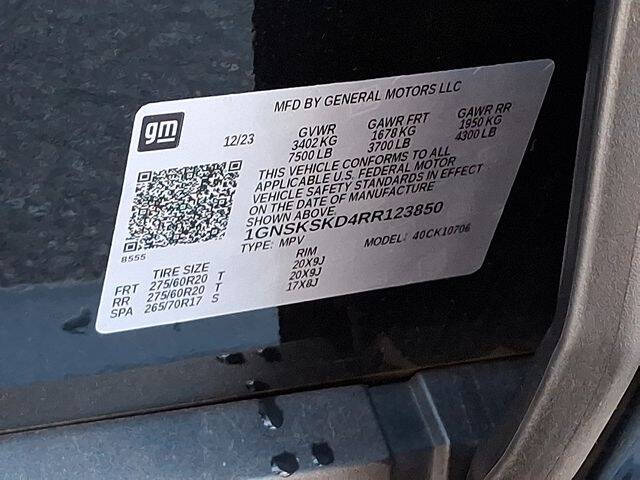 MFD BY GENERAL MOTORS LLC
gm
12/23
GVWR GAWR FRT GAWR RR
3402 KG 1678 KG 1950 KG
7500 LB 3700 LB 4300 LB
THIS VEHICLE CONFORMS TO ALL
APPLICABLE U.S. FEDERAL MOTOR
VEHICLE SAFETY STANDARDS IN EFFECT
ON THE DATE OF MANUFACTURE
SHOWN ABOVE.
1GNSKSKD4RR123850
TYPE: MPV MODEL: 40CK10706
8555
TIRE SIZE RIM
FRT 275/60R20 T 20X9J
RR 275/60R20 T 20X9J
SPA 265/70R17 S 17X8J